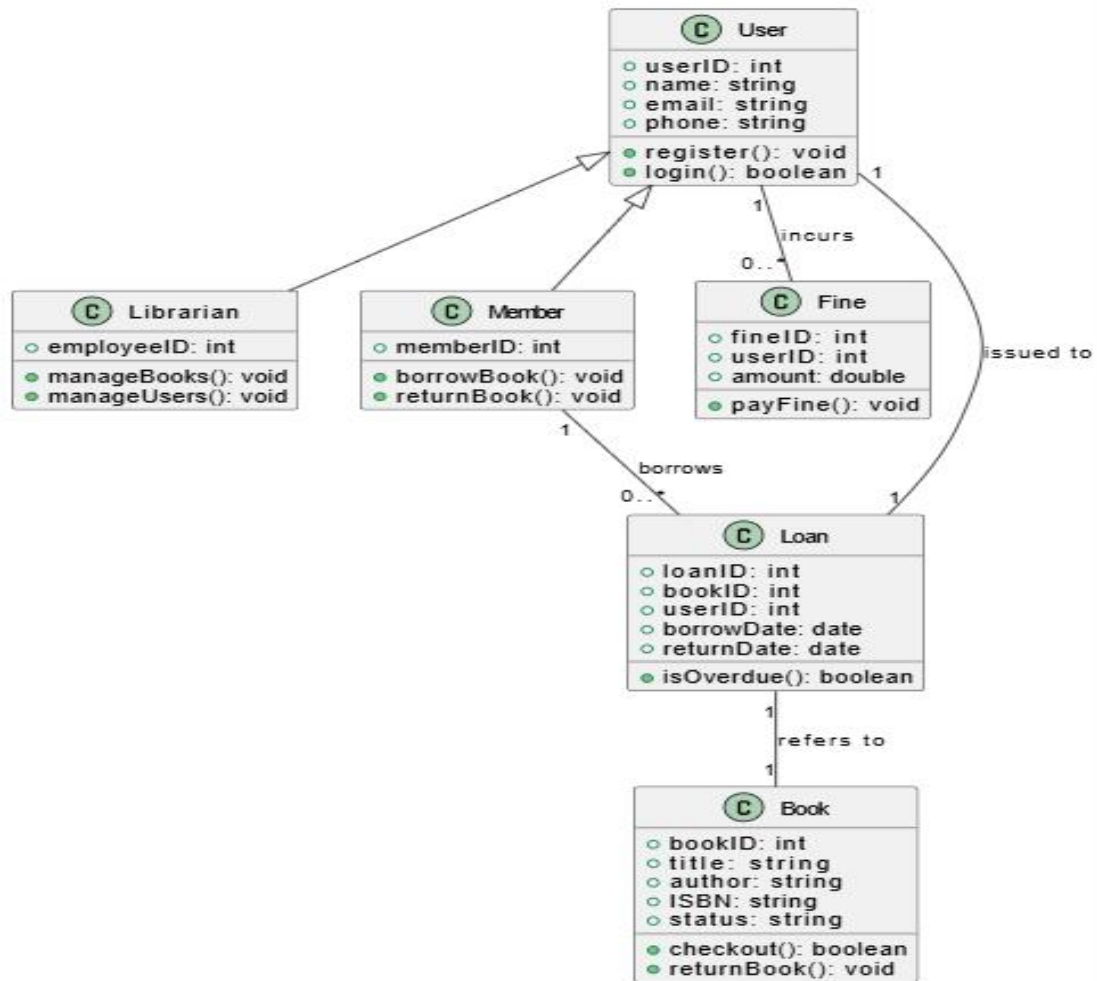 C User
userID: int
name: string
email: string
phone: string
register(): void
login(): boolean
1
1
incurs
0..*
C Librarian
employeeID: int
manageBooks(): void
manageUsers(): void
C Member
memberID: int
borrowBook(): void
returnBook(): void
C Fine
fineID: int
userID: int
amount: double
payFine(): void
issued to
1
borrows
0..*
1
C Loan
loanID: int
bookID: int
userID: int
borrowDate: date
returnDate: date
isOverdue(): boolean
1
refers to
1
C Book
bookID: int
title: string
author: string
ISBN: string
status: string
checkout(): boolean
returnBook(): void